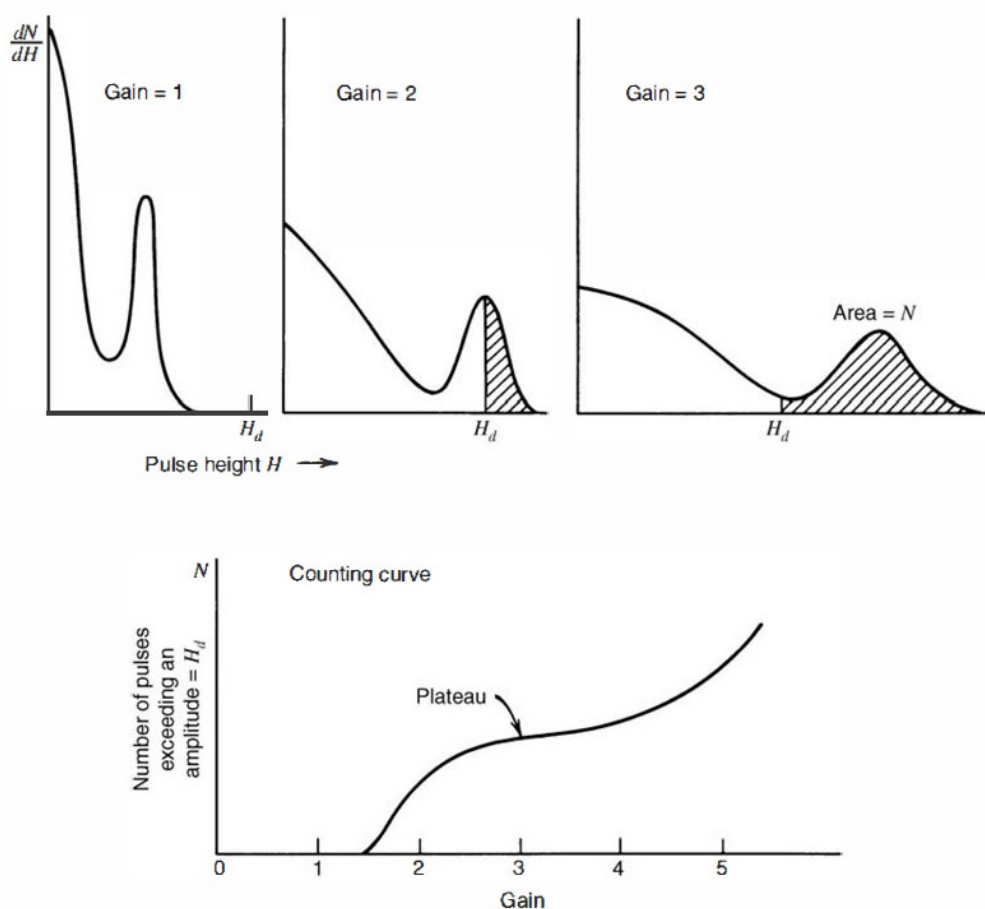 dN
dH
Gain = 1
Gain = 2
Gain = 3
Area = N
H_d
H_d
H_d
Pulse height H
N
Counting curve
Number of pulses
exceeding an
amplitude = H_d
Plateau
0 1 2 3 4 5
Gain